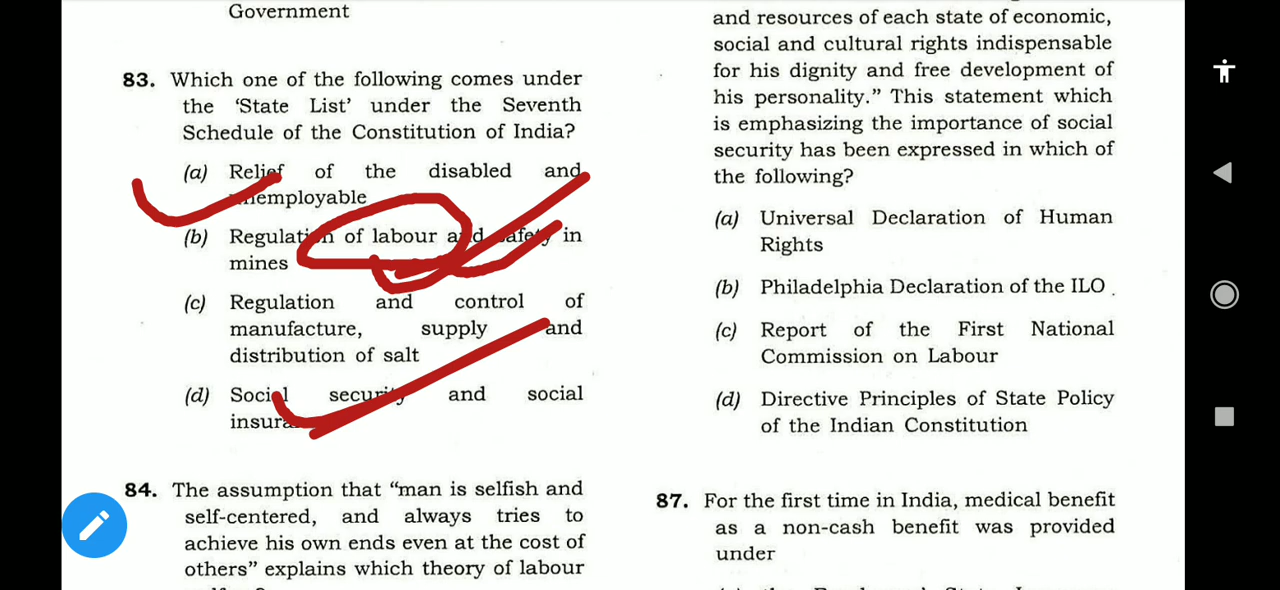 Government
83. Which one of the following comes under
the ‘State List’ under the Seventh
Schedule of the Constitution of India?
(a) Relief of the disabled and
(b) Regulation of labour and safety in
mines
(c) Regulation and control of
manufacture, supply and
distribution of salt
(d) Social security and social
84. The assumption that “man is selfish and
self-centered, and always tries to
achieve his own ends even at the cost of
others” explains which theory of labour
and resources of each state of economic,
social and cultural rights indispensable
for his dignity and free development of
his personality.” This statement which
is emphasizing the importance of social
security has been expressed in which of
the following?
(a) Universal Declaration of Human
Rights
(b) Philadelphia Declaration of the ILO
(c) Report of the First National
Commission on Labour
(d) Directive Principles of State Policy
of the Indian Constitution
87. For the first time in India, medical benefit
as a non-cash benefit was provided
under